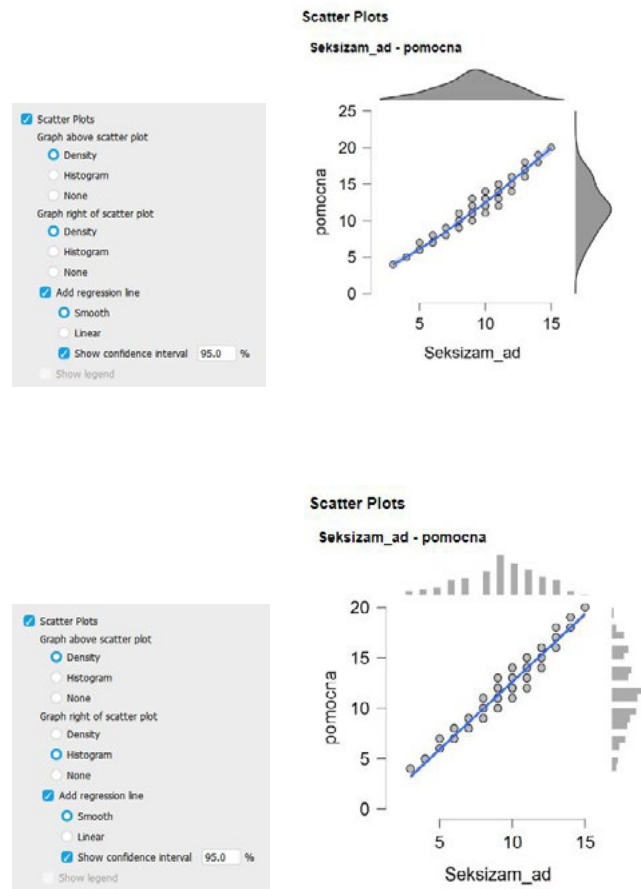 Scatter Plots
Seksizam_ad - pomocna
Scatter Plots
Graph above scatter plot
Density
Histogram
None
Graph right of scatter plot
Density
Histogram
None
Add regression line
Smooth
Linear
Show confidence interval 95.0 %
Show legend
25
20
15
10
5
0
pomocna
5 10 15
Seksizam_ad
Scatter Plots
Seksizam_ad - pomocna
Scatter Plots
Graph above scatter plot
Density
Histogram
None
Graph right of scatter plot
Density
Histogram
None
Add regression line
Smooth
Linear
Show confidence interval 95.0 %
Show legend
20
15
10
5
0
pomocna
5 10 15
Seksizam_ad